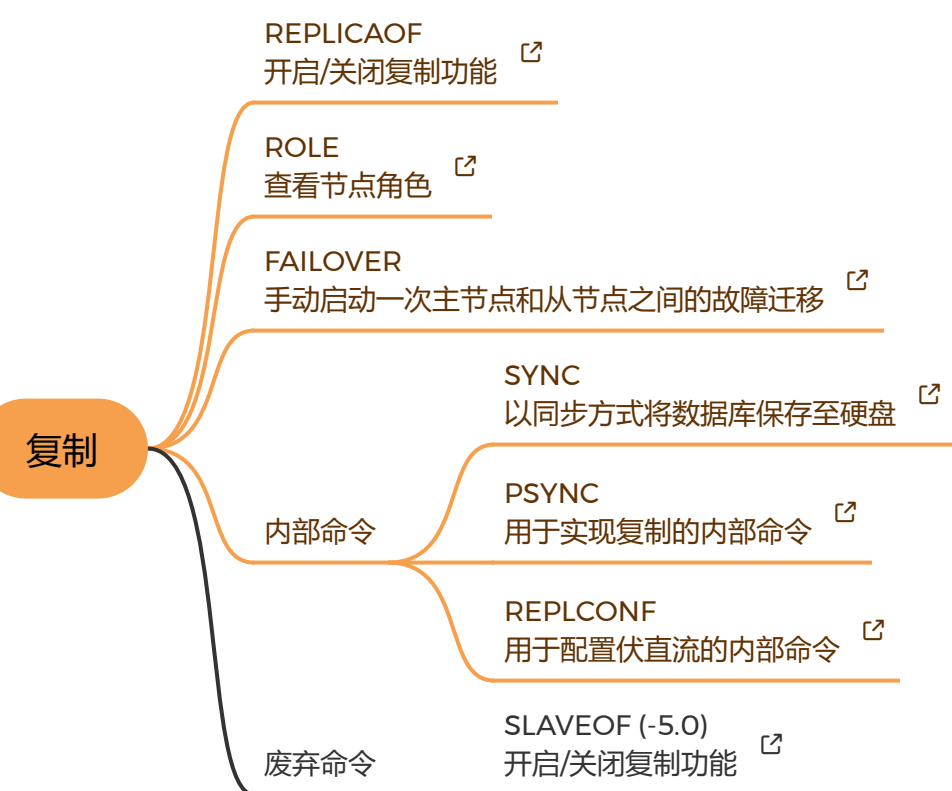 REPLICAOF
开启/关闭复制功能
ROLE
查看节点角色
FAILOVER
手动启动一次主节点和从节点之间的故障迁移
复制
内部命令
SYNC
以同步方式将数据库保存至硬盘
PSYNC
用于实现复制的内部命令
REPLCONF
用于配置伏直流的内部命令
废弃命令
SLAVEOF (-5.0)
开启/关闭复制功能